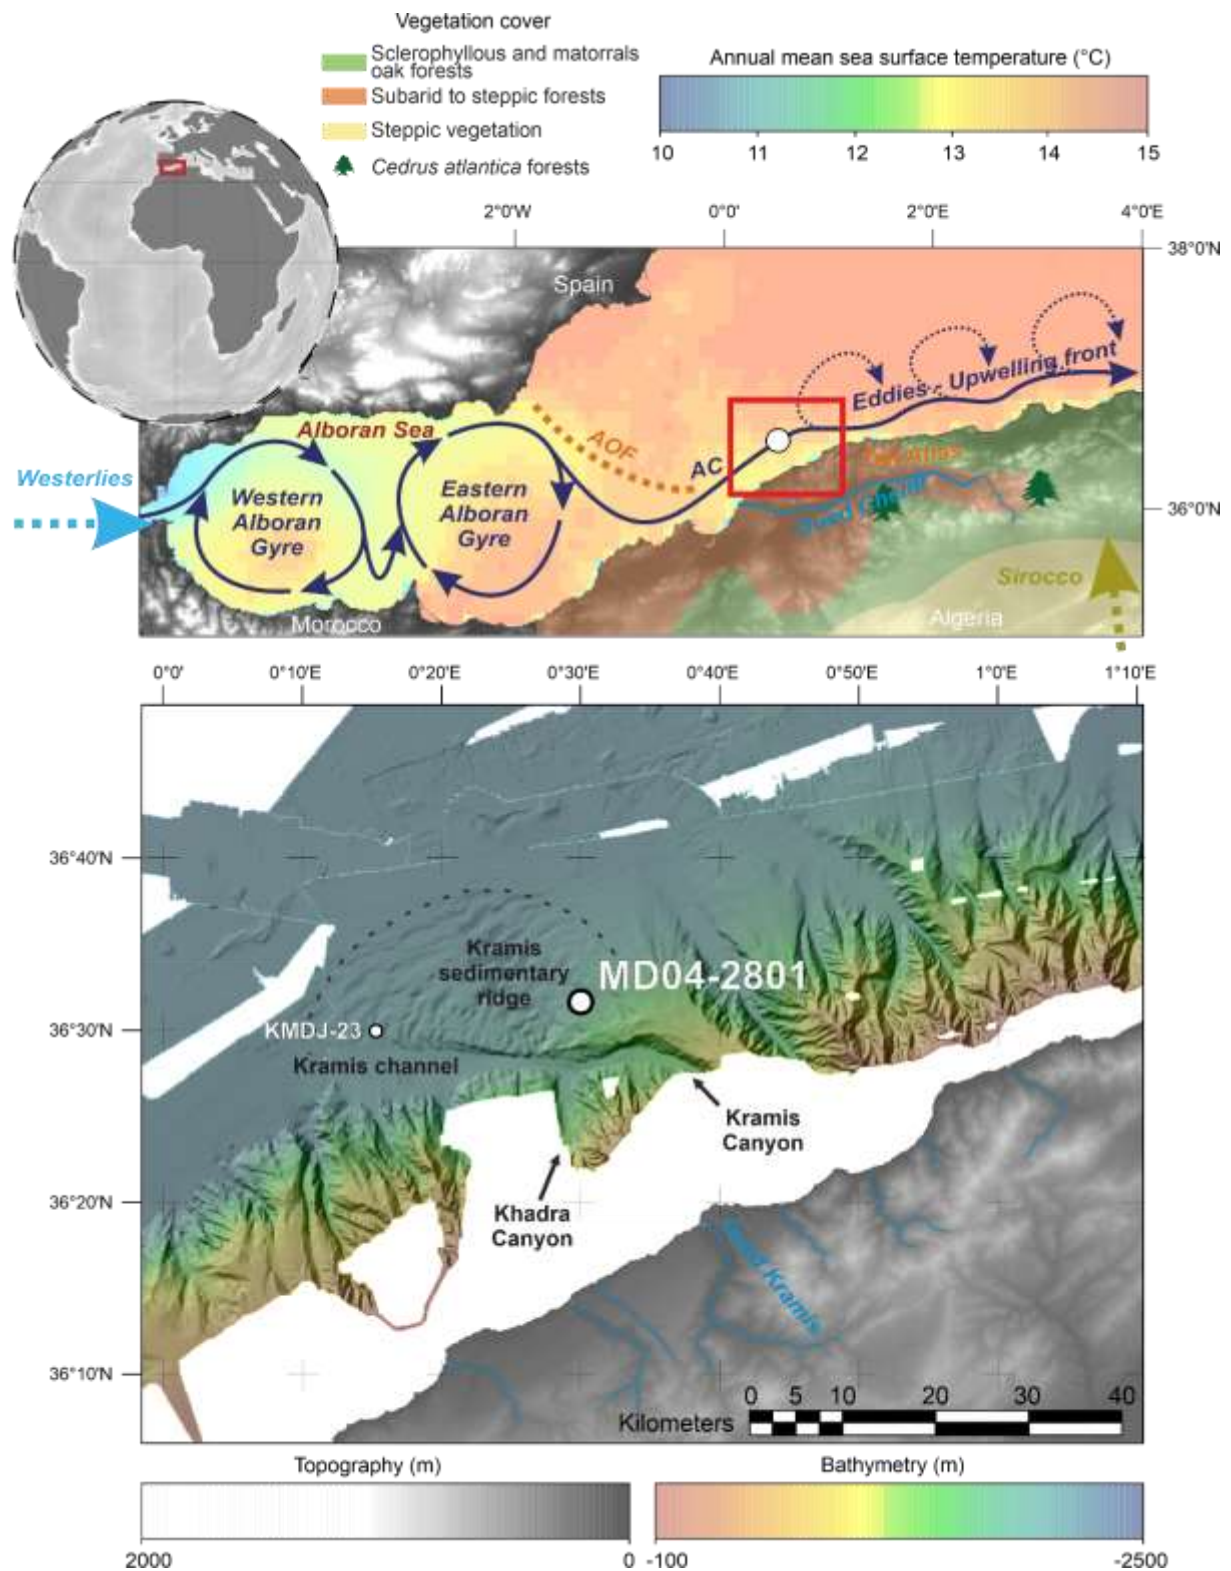 Vegetation cover
Sclerophyllous and matorrals
oak forests
Subarid to steppic forests
Steppic vegetation
Cedrus atlantica forests
Annual mean sea surface temperature (°C)
10 11 12 13 14 15
2°0'W 0°0' 2°0'E 4°0'E
38°0'N
36°0'N
Spain
Eddies - Upwelling front
Alboran Sea
AOF
AC
Westerlies
Western
Alboran
Gyre
Eastern
Alboran
Gyre
Sirocco
Morocco
Algeria
0°0' 0°10'E 0°20'E 0°30'E 0°40'E 0°50'E 1°0'E 1°10'E
36°40'N
36°30'N
36°20'N
36°10'N
Kramis
sedimentary
ridge
MD04-2801
KMDJ-23
Kramis channel
Kramis
Canyon
Khadra
Canyon
Oued Kramis
0 5 10 20 30 40
Kilometers
Topography (m)
2000 0
Bathymetry (m)
-100 -2500